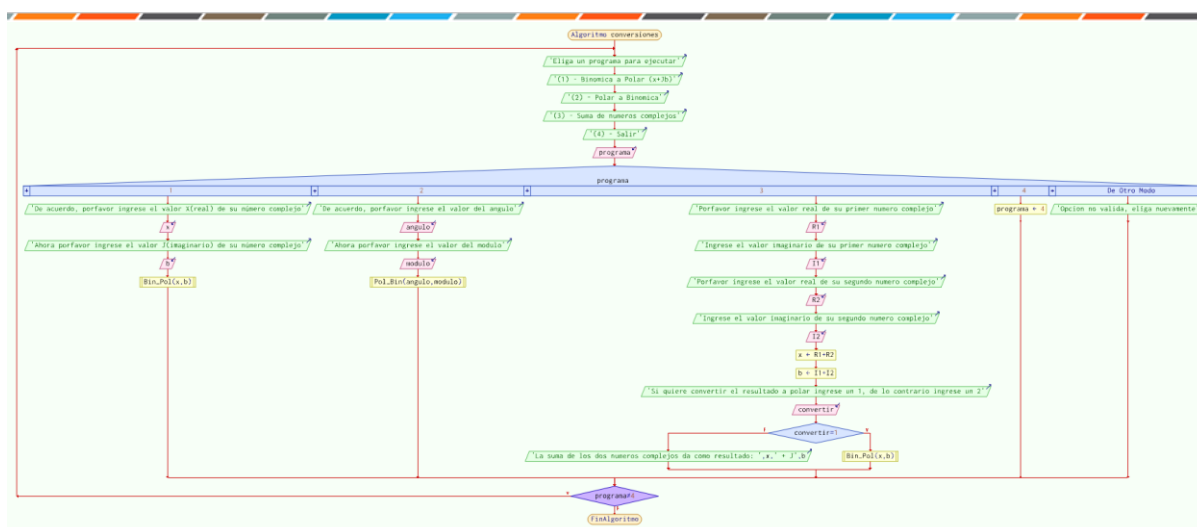 Algoritmo conversiones
'Eliga un programa para ejecutar'
'(1) - Binomica a Polar (x+Jb)'
'(2) - Polar a Binomica'
'(3) - Suma de numeros complejos'
'(4) - Salir'
programa
programa
1
2
3
4
De Otro Modo
'De acuerdo, porfavor ingrese el valor X(real) de su número complejo'
x
'Ahora porfavor ingrese el valor J(imaginario) de su número complejo'
b
Bin_Pol(x,b)
'De acuerdo, porfavor ingrese el valor del angulo'
angulo
'Ahora porfavor ingrese el valor del modulo'
modulo
Pol_Bin(angulo,modulo)
'Porfavor ingrese el valor real de su primer numero complejo'
R1
'Ingrese el valor imaginario de su primer numero complejo'
I1
'Porfavor ingrese el valor real de su segundo numero complejo'
R2
'Ingrese el valor imaginario de su segundo numero complejo'
I2
a ← R1+R2
b ← I1+I2
'Si quiere convertir el resultado a polar ingrese un 1, de lo contrario ingrese un 2'
convertir
convertir=1
F
V
'La suma de los dos numeros complejos da como resultado: ',x,' + J',b
Bin_Pol(x,b)
programa ← 4
'Opcion no valida, eliga nuevamente
programa≠4
V
F
FinAlgoritmo